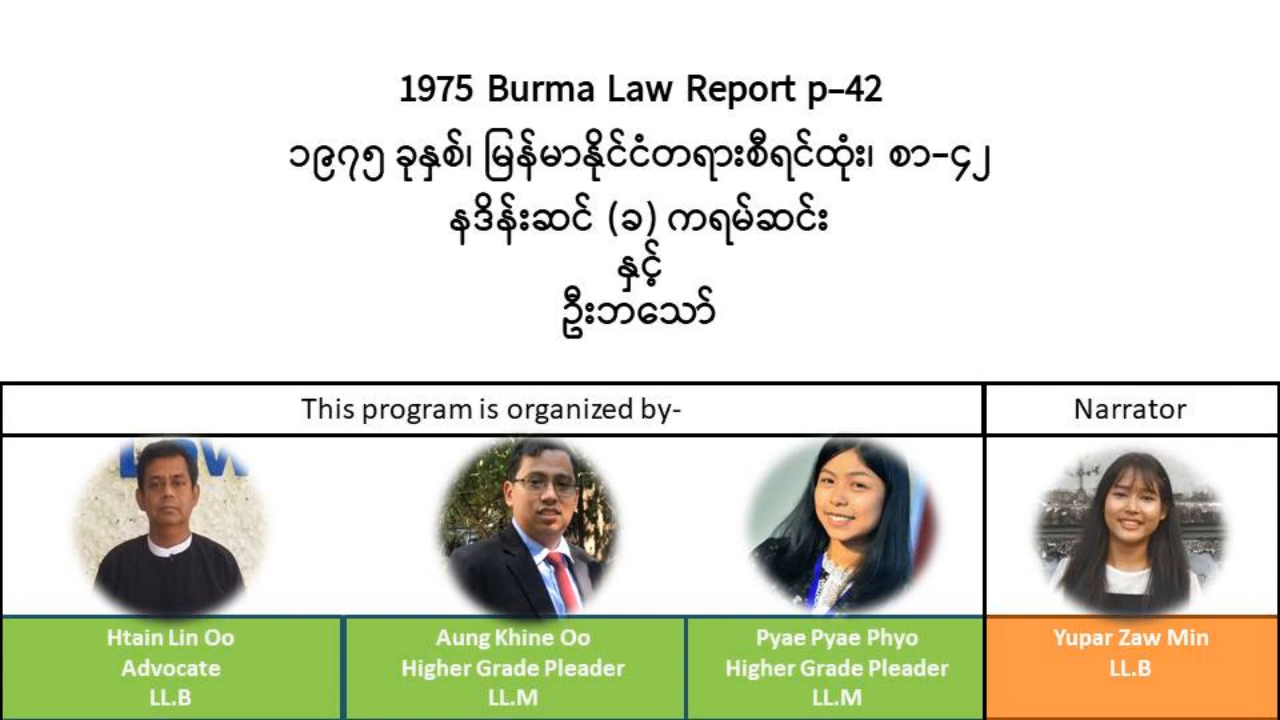 1975 Burma Law Report p-42
၁၉၇၅ ခုနှစ်၊ မြန်မာနိုင်ငံတရားစီရင်ထုံး၊ စာ-၄၂
နဒိန်းဆင် (ခ) ကရမ်ဆင်း
နှင့်
ဦးဘသော်
This program is organized by-
Narrator
LAW
Htain Lin Oo
Advocate
LL.B
Aung Khine Oo
Higher Grade Pleader
LL.M
Pyae Pyae Phyo
Higher Grade Pleader
LL.M
Yupar Zaw Min
LL.B